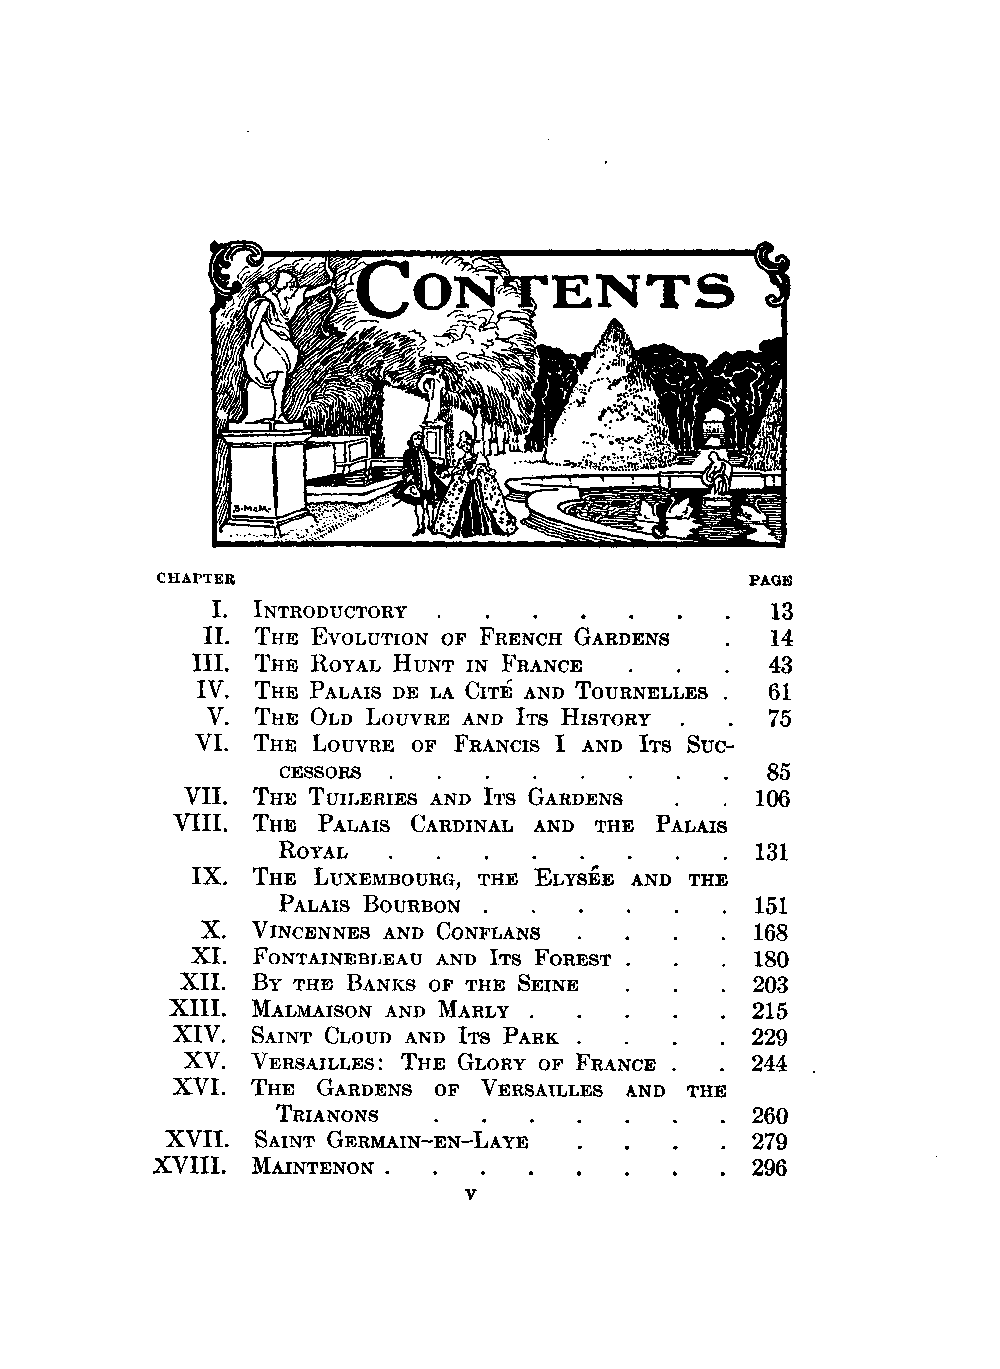 CONTENTS
B. McM.
CHAPTER PAGE
I. INTRODUCTORY . . . . . . . 13
II. THE EVOLUTION OF FRENCH GARDENS . 14
III. THE ROYAL HUNT IN FRANCE . . . 43
IV. THE PALAIS DE LA CITÉ AND TOURNELLES . 61
V. THE OLD LOUVRE AND ITS HISTORY . . 75
VI. THE LOUVRE OF FRANCIS I AND ITS SUC-
CESSORS . . . . . . . . 85
VII. THE TUILERIES AND ITS GARDENS . . 106
VIII. THE PALAIS CARDINAL AND THE PALAIS
ROYAL . . . . . . . . 131
IX. THE LUXEMBOURG, THE ELYSÉE AND THE
PALAIS BOURBON . . . . . . 151
X. VINCENNES AND CONFLANS . . . . 168
XI. FONTAINEBLEAU AND ITS FOREST . . . 180
XII. BY THE BANKS OF THE SEINE . . . 203
XIII. MALMAISON AND MARLY . . . . . 215
XIV. SAINT CLOUD AND ITS PARK . . . . 229
XV. VERSAILLES: THE GLORY OF FRANCE . . 244
XVI. THE GARDENS OF VERSAILLES AND THE
TRIANONS . . . . . . . 260
XVII. SAINT GERMAIN-EN-LAYE . . . . 279
XVIII. MAINTENON . . . . . . . . 296
v